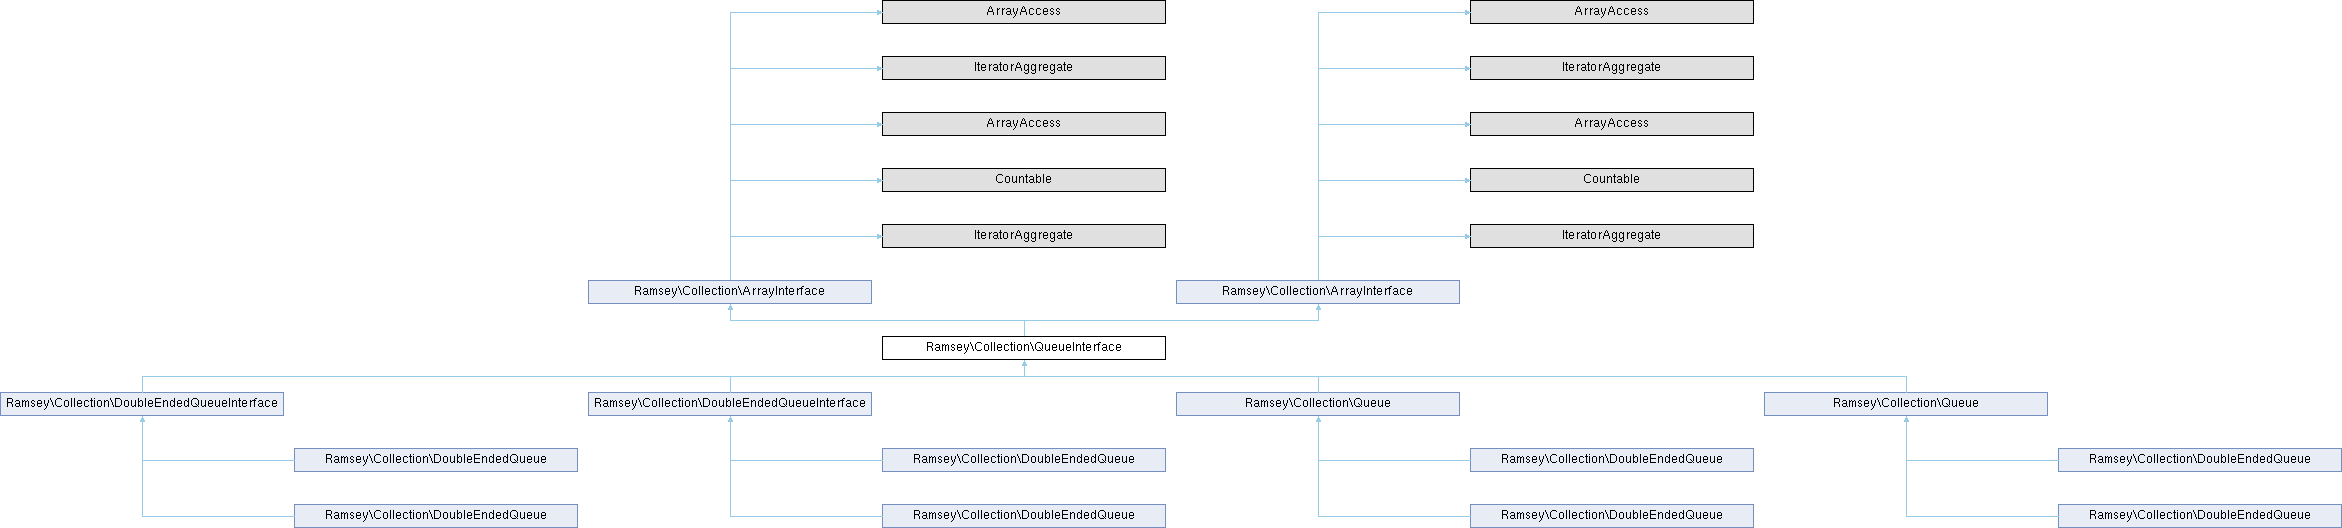 ArrayAccess
ArrayAccess
IteratorAggregate
IteratorAggregate
ArrayAccess
ArrayAccess
Countable
Countable
IteratorAggregate
IteratorAggregate
Ramsey\Collection\ArrayInterface
Ramsey\Collection\ArrayInterface
Ramsey\Collection\QueueInterface
Ramsey\Collection\DoubleEndedQueueInterface
Ramsey\Collection\DoubleEndedQueueInterface
Ramsey\Collection\Queue
Ramsey\Collection\Queue
Ramsey\Collection\DoubleEndedQueue
Ramsey\Collection\DoubleEndedQueue
Ramsey\Collection\DoubleEndedQueue
Ramsey\Collection\DoubleEndedQueue
Ramsey\Collection\DoubleEndedQueue
Ramsey\Collection\DoubleEndedQueue
Ramsey\Collection\DoubleEndedQueue
Ramsey\Collection\DoubleEndedQueue